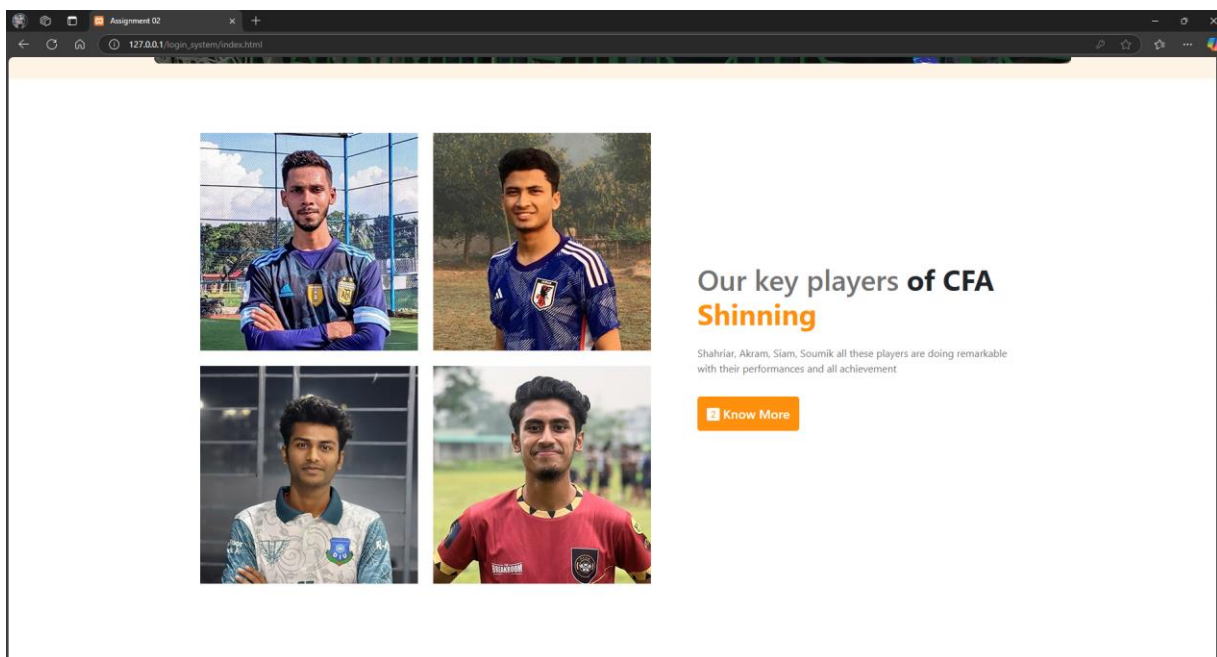 Assignment 02
127.0.0.1/login_system/index.html
Our key players of CFA
Shinning
Shahriar, Akram, Siam, Soumik all these players are doing remarkable
with their performances and all achievement
Know More
BREAKROOM